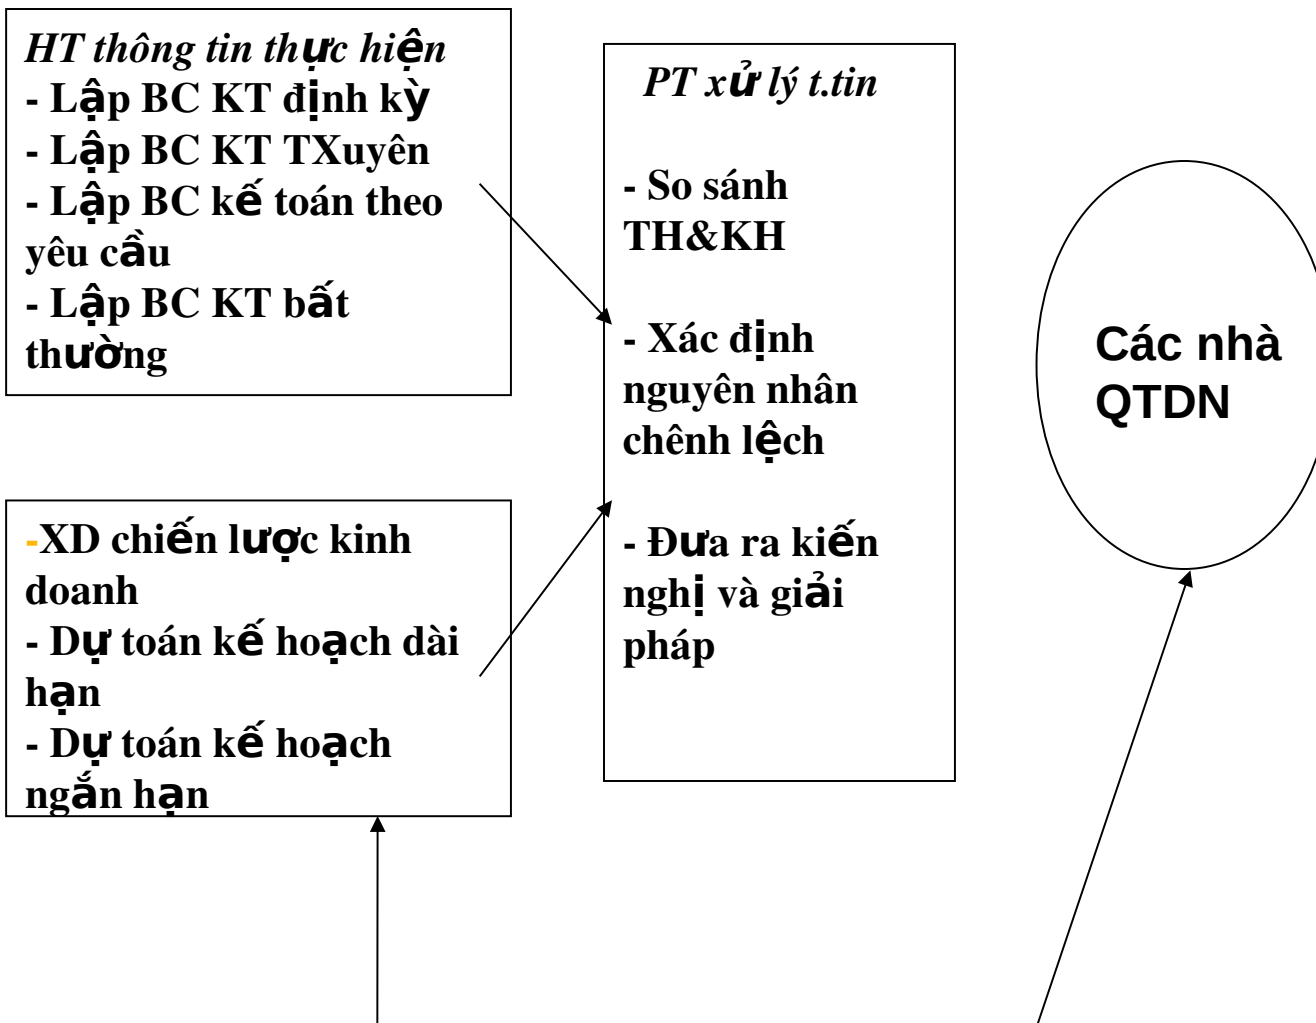 HT thông tin thực hiện
- Lập BC KT định kỳ
- Lập BC KT TXuyên
- Lập BC kế toán theo
yêu cầu
- Lập BC KT bất
thường
-XD chiến lược kinh
doanh
- Dự toán kế hoạch dài
hạn
- Dự toán kế hoạch
ngắn hạn
PT xử lý t.tin
- So sánh
TH&KH
- Xác định
nguyên nhân
chênh lệch
- Đưa ra kiến
nghị và giải
pháp
Các nhà
QTDN